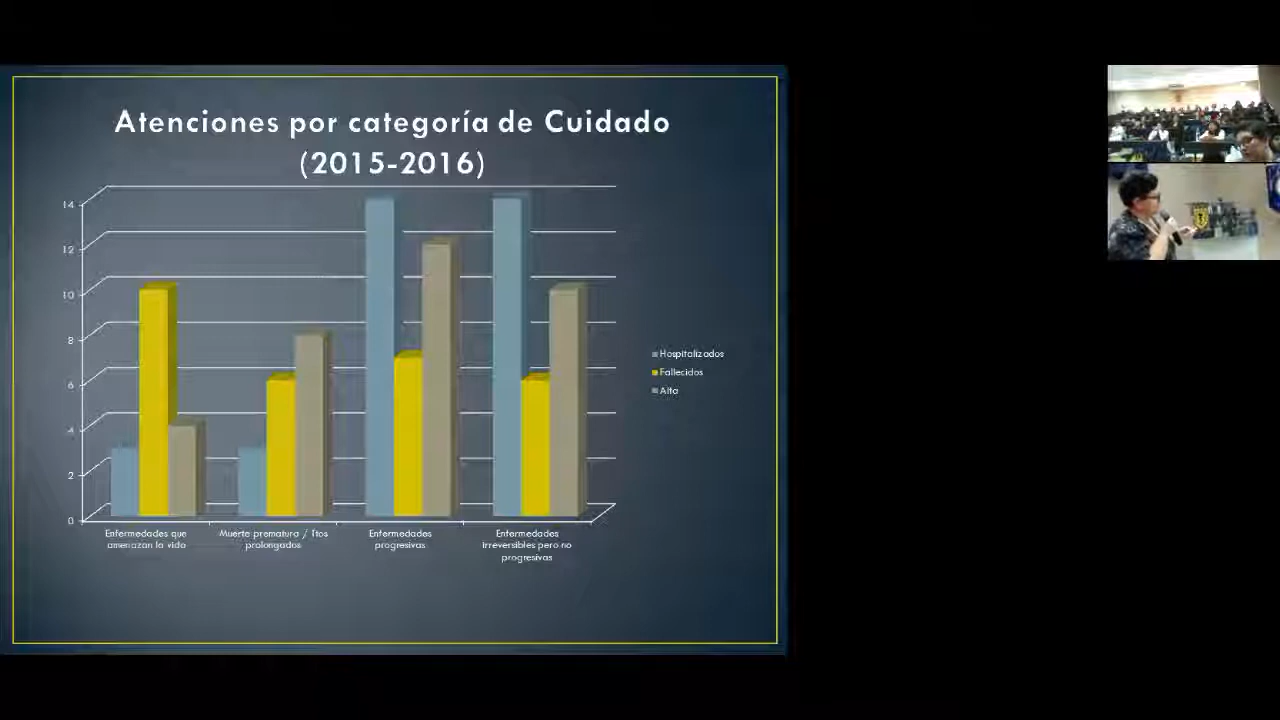 Atenciones por categoría de Cuidado
(2015-2016)
14
12
10
8
6
4
2
0
Enfermedades que
amenazan la vida
Muerte prematura / Ttos
prolongados
Enfermedades
progresivas
Enfermedades
irreversibles pero no
progresivas
Hospitalizados
Fallecidos
Alta